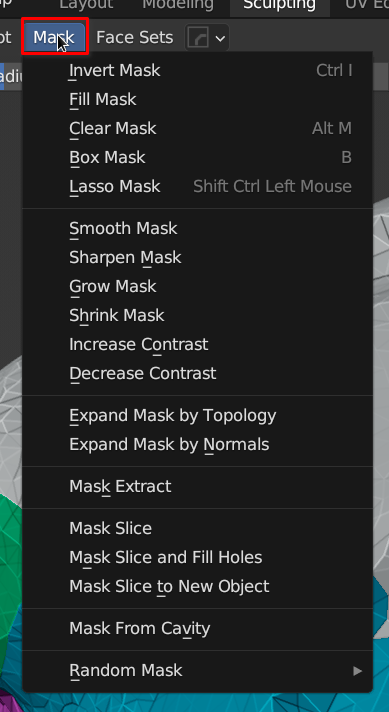 Layout Modeling Sculpting UV Ed
Mask Face Sets
Invert Mask Ctrl I
Fill Mask
Clear Mask Alt M
Box Mask B
Lasso Mask Shift Ctrl Left Mouse
Smooth Mask
Sharpen Mask
Grow Mask
Shrink Mask
Increase Contrast
Decrease Contrast
Expand Mask by Topology
Expand Mask by Normals
Mask Extract
Mask Slice
Mask Slice and Fill Holes
Mask Slice to New Object
Mask From Cavity
Random Mask